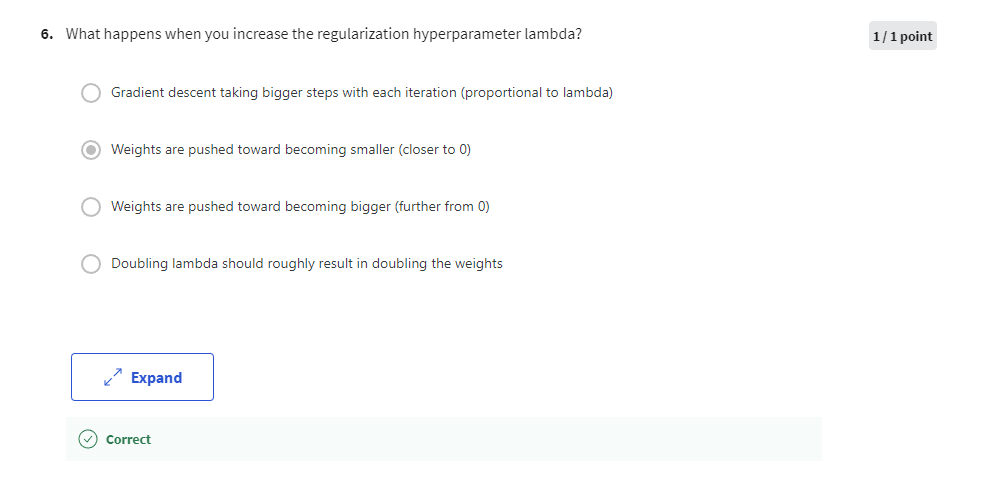 6. What happens when you increase the regularization hyperparameter lambda?
1 / 1 point
Gradient descent taking bigger steps with each iteration (proportional to lambda)
Weights are pushed toward becoming smaller (closer to 0)
Weights are pushed toward becoming bigger (further from 0)
Doubling lambda should roughly result in doubling the weights
Expand
Correct